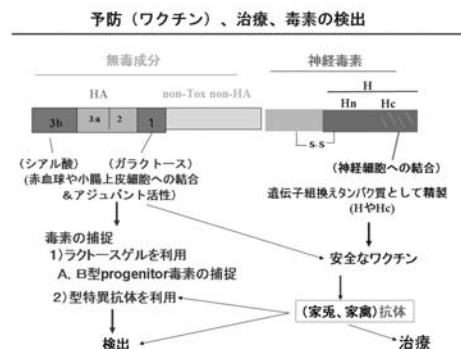 予防（ワクチン）、治療、毒素の検出
無毒成分
神経毒素
HA
non-Tox non-HA
H
Hn
Hc
3b
3a
2
1
s-s
（シアル酸）
（ガラクトース）
（赤血球や小腸上皮細胞への結合
＆アジュバント活性）
（神経細胞への結合）
遺伝子組換えタンパク質として精製
（HやHc）
毒素の捕捉
1）ラクトースゲルを利用
A、B型progenitor毒素の捕捉
2）型特異抗体を利用
検出
安全なワクチン
（家兎、家禽）抗体
治療